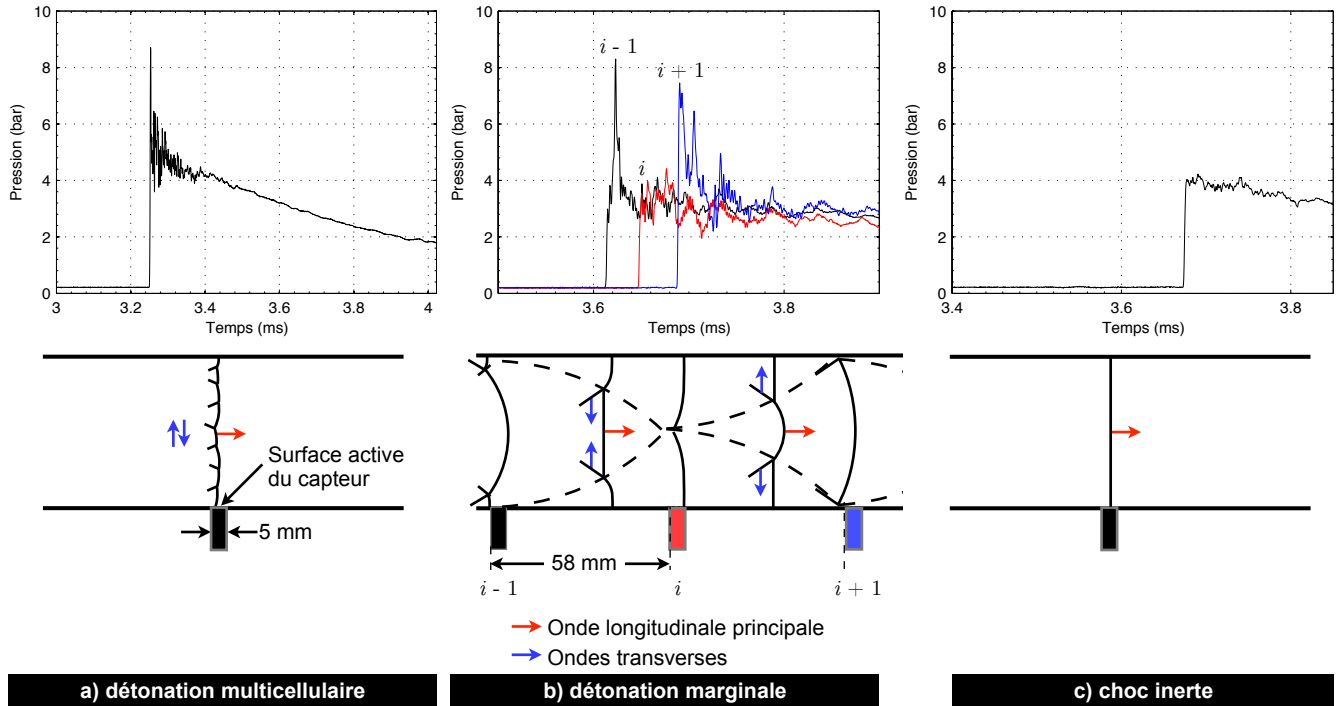 10
8
6
4
2
0
Pression (bar)
3
3.2
3.4
3.6
3.8
4
Temps (ms)
10
8
6
4
2
0
Pression (bar)
i - 1
i
i + 1
3.6
3.8
Temps (ms)
10
8
6
4
2
0
Pression (bar)
3.4
3.6
3.8
Temps (ms)
Surface active
du capteur
5 mm
58 mm
i - 1
i
i + 1
Onde longitudinale principale
Ondes transverses
a) détonation multicellulaire
b) détonation marginale
c) choc inerte